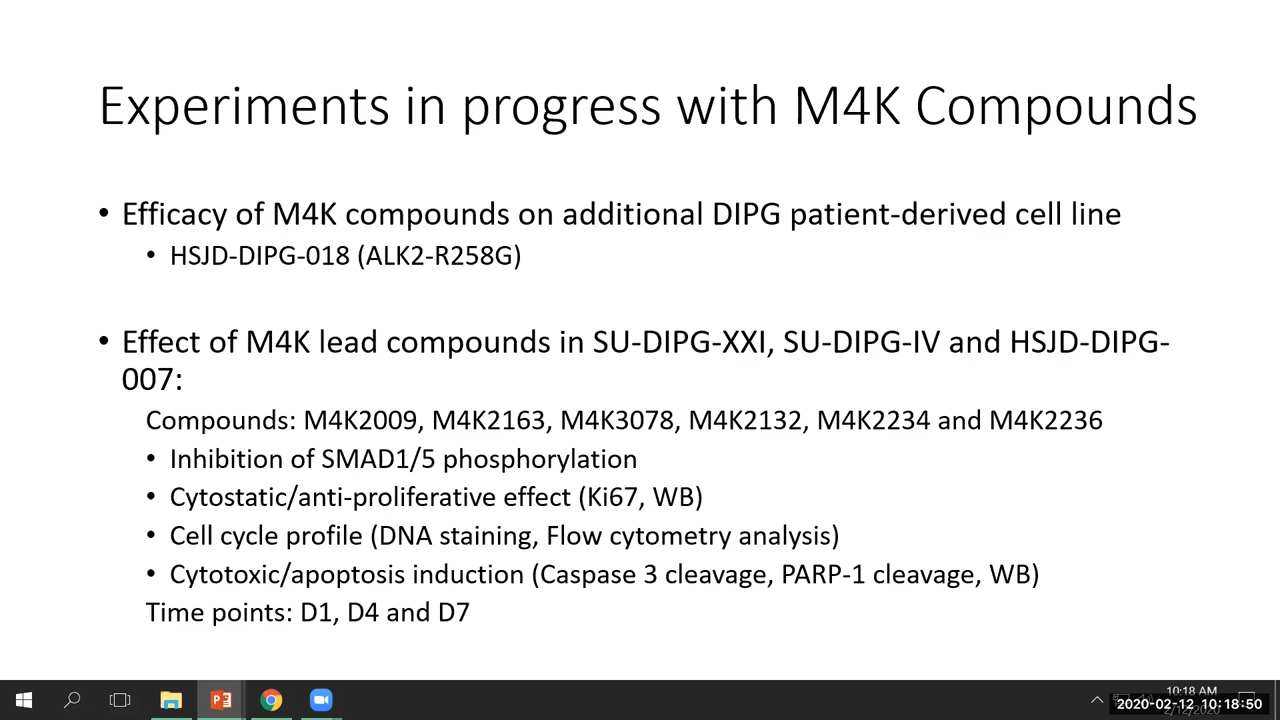 Experiments in progress with M4K Compounds
• Efficacy of M4K compounds on additional DIPG patient-derived cell line
• HSJD-DIPG-018 (ALK2-R258G)
• Effect of M4K lead compounds in SU-DIPG-XXI, SU-DIPG-IV and HSJD-DIPG-
007:
Compounds: M4K2009, M4K2163, M4K3078, M4K2132, M4K2234 and M4K2236
• Inhibition of SMAD1/5 phosphorylation
• Cytostatic/anti-proliferative effect (Ki67, WB)
• Cell cycle profile (DNA staining, Flow cytometry analysis)
• Cytotoxic/apoptosis induction (Caspase 3 cleavage, PARP-1 cleavage, WB)
Time points: D1, D4 and D7
10:18 AM
2020-02-12 10:18:50
2/12/2020